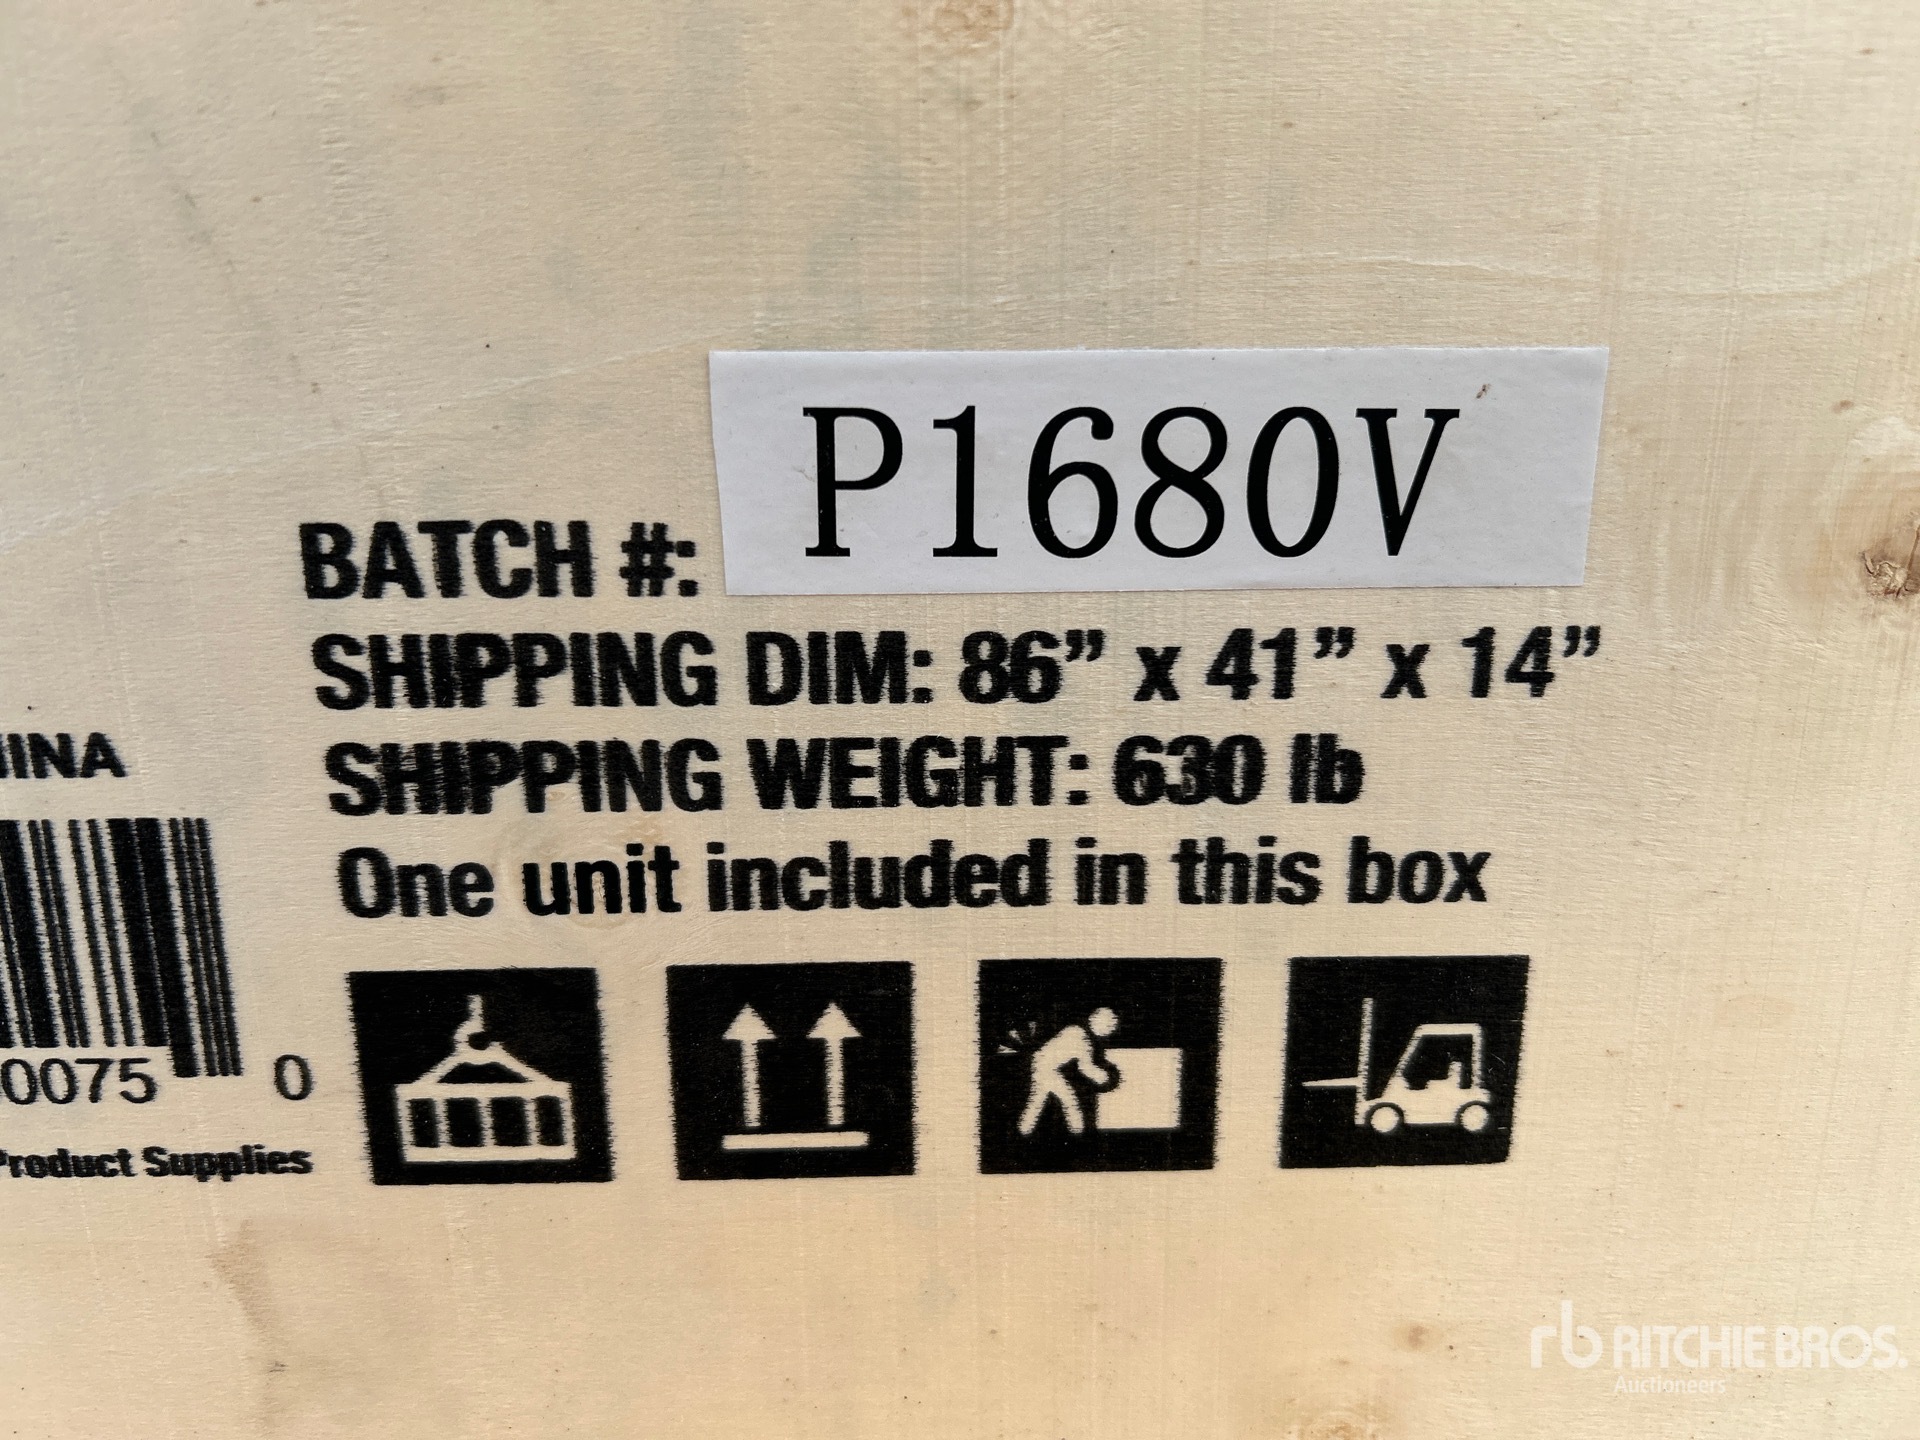 P1680V
BATCH #:
SHIPPING DIM: 86” x 41” x 14”
SHIPPING WEIGHT: 630 lb
One unit included in this box
INA
0075 0
Product Supplies
rb RITCHIE BROS.
Auctioneers